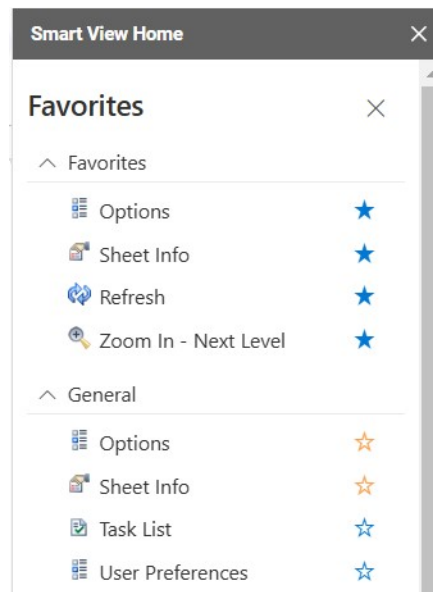 Smart View Home
Favorites
Favorites
Options
Sheet Info
Refresh
Zoom In - Next Level
General
Options
Sheet Info
Task List
User Preferences